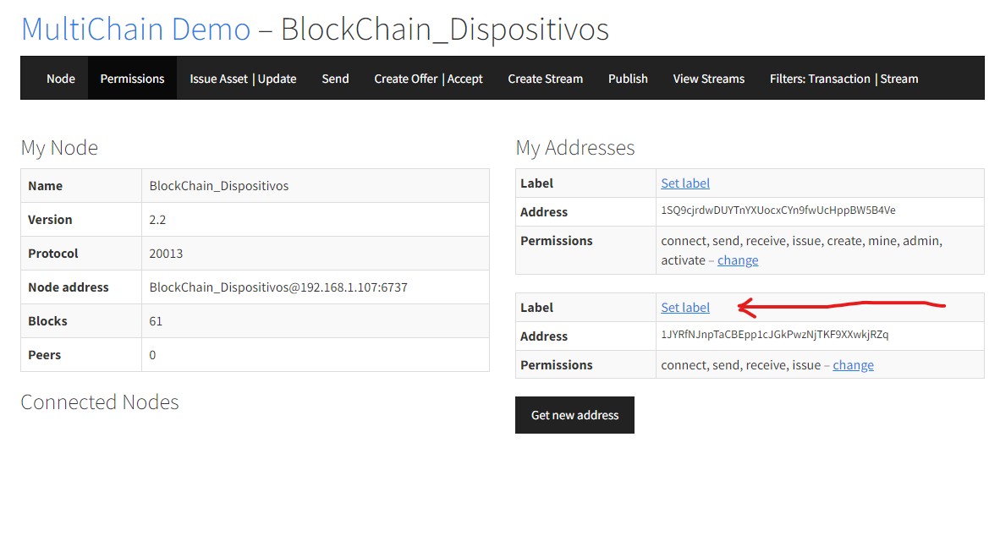 MultiChain Demo – BlockChain_Dispositivos
Node Permissions Issue Asset | Update Send Create Offer | Accept Create Stream Publish View Streams Filters: Transaction | Stream
My Node
Name BlockChain_Dispositivos
Version 2.2
Protocol 20013
Node address BlockChain_Dispositivos@192.168.1.107:6737
Blocks 61
Peers 0
Connected Nodes
My Addresses
Label Set label
Address 1SQ9cjrdwDUYTnYXUocxCYn9fwUcHppBW5B4Ve
Permissions connect, send, receive, issue, create, mine, admin,
activate – change
Label Set label
Address 1JYRfNJnpTaCBEpp1cJGkPwzNjTKF9XXwkjRZq
Permissions connect, send, receive, issue – change
Get new address